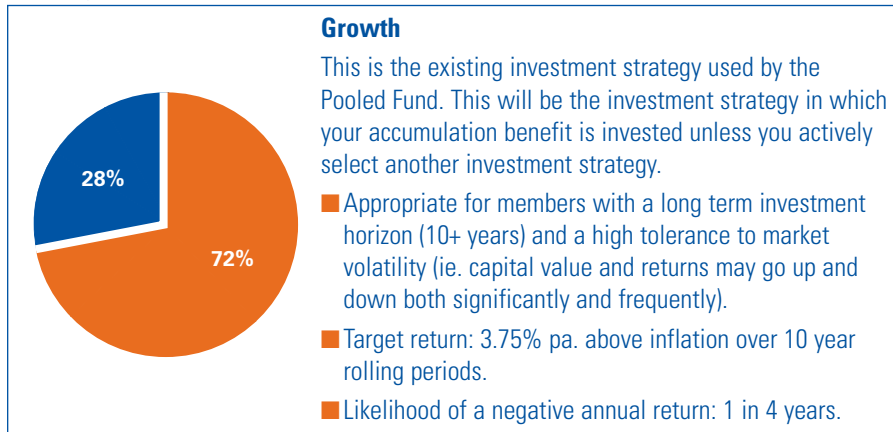 Growth
This is the existing investment strategy used by the
Pooled Fund. This will be the investment strategy in which
your accumulation benefit is invested unless you actively
select another investment strategy.
Appropriate for members with a long term investment
horizon (10+ years) and a high tolerance to market
volatility (ie. capital value and returns may go up and
down both significantly and frequently).
Target return: 3.75% pa. above inflation over 10 year
rolling periods.
Likelihood of a negative annual return: 1 in 4 years.
28%
72%